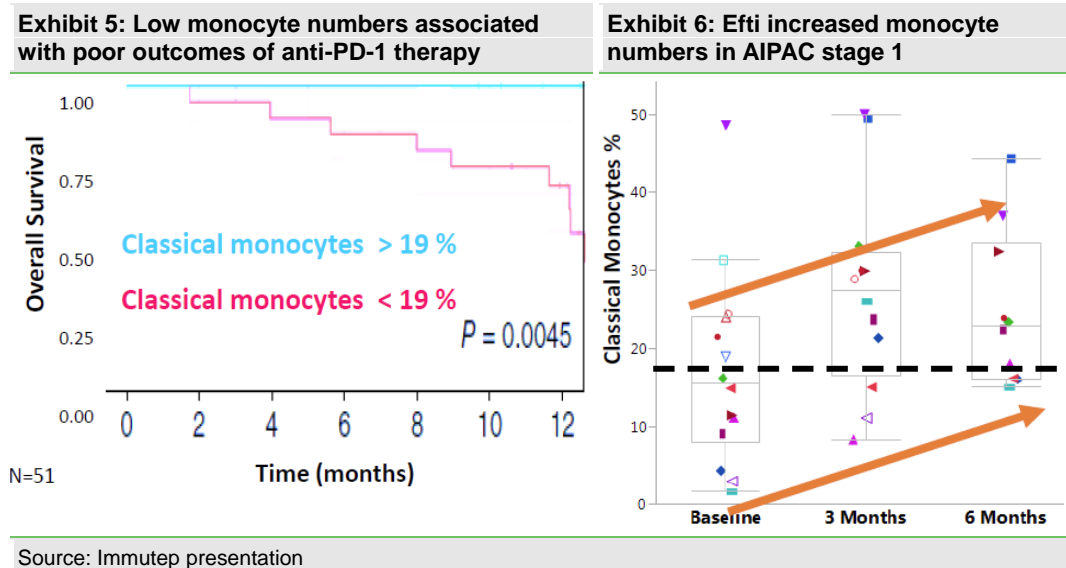 Exhibit 5: Low monocyte numbers associated
with poor outcomes of anti-PD-1 therapy
Exhibit 6: Efti increased monocyte
numbers in AIPAC stage 1
Overall Survival
1.00
0.75
0.50
0.25
0.00
Classical monocytes > 19 %
Classical monocytes < 19 %
P = 0.0045
0 2 4 6 8 10 12
Time (months)
N=51
Classical Monocytes %
50
40
30
20
10
0
Baseline 3 Months 6 Months
Source: Immutep presentation